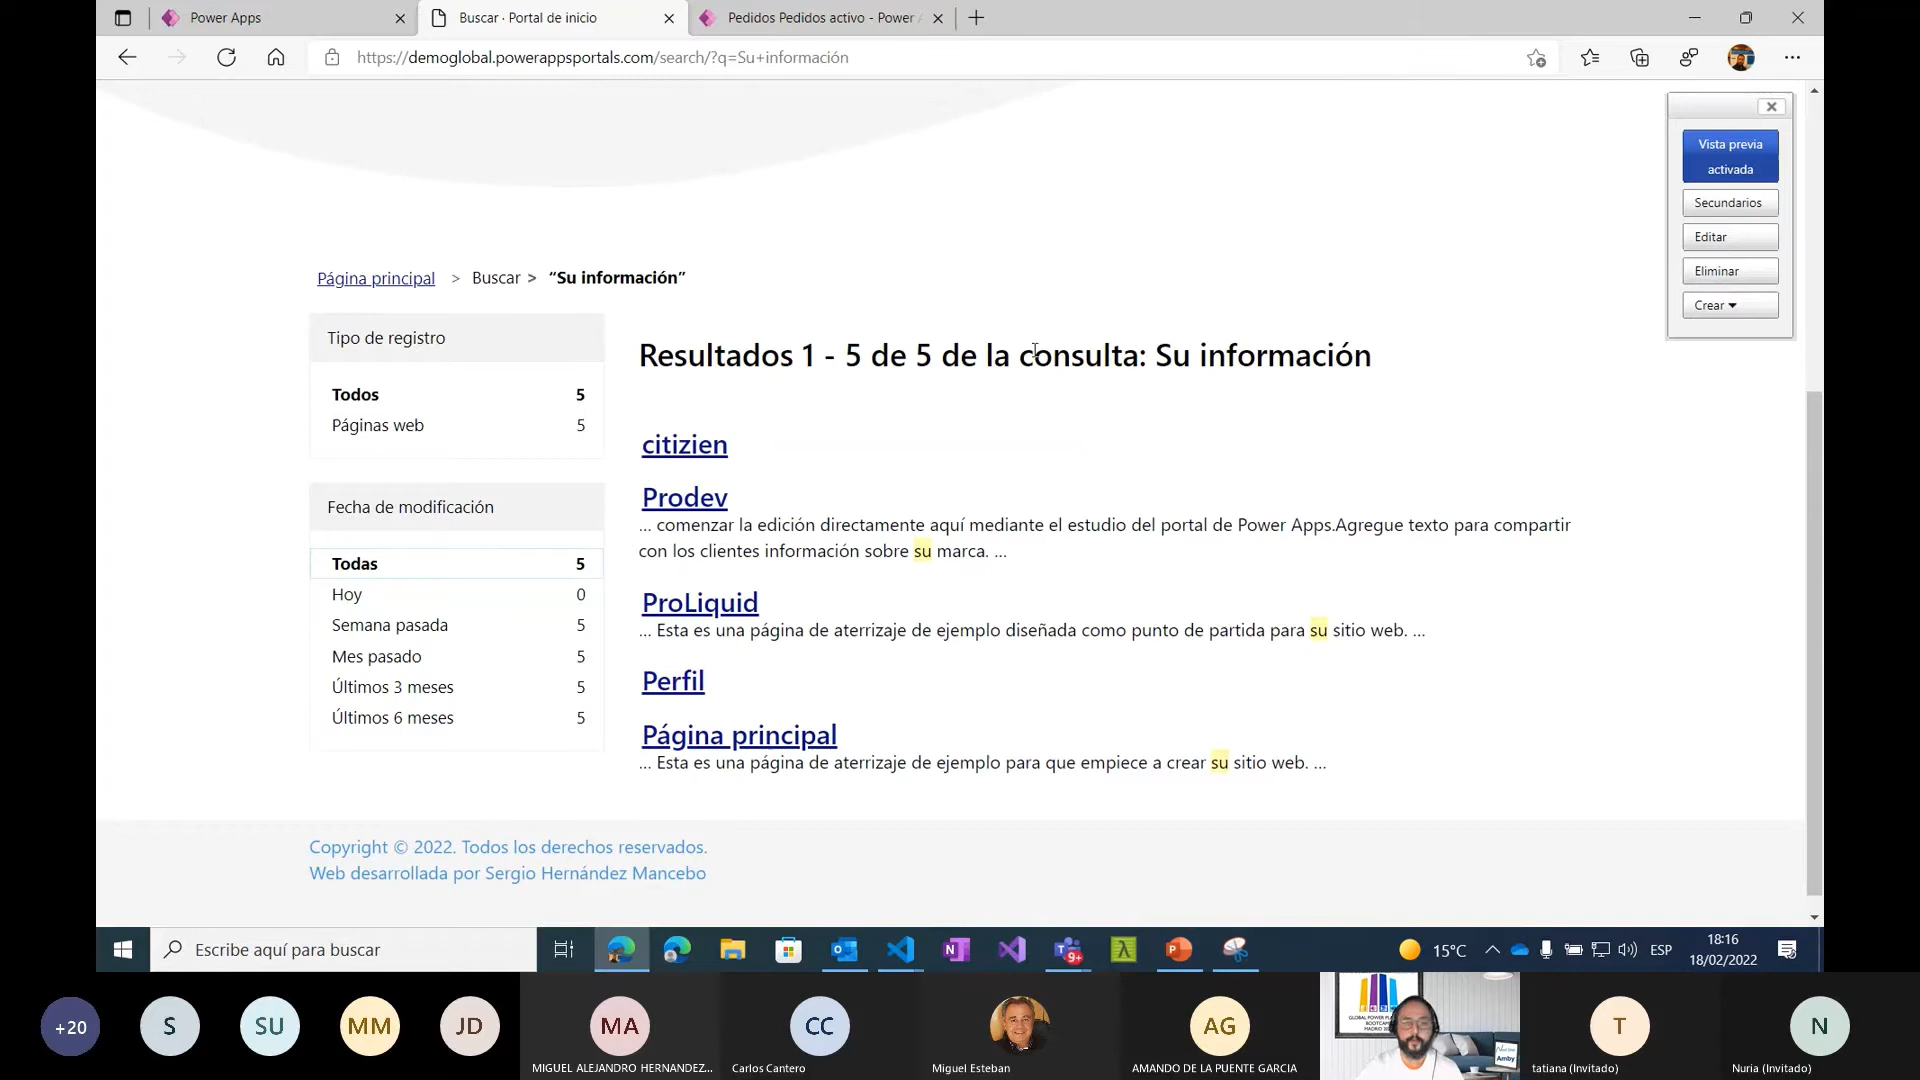 Power Apps
Buscar · Portal de inicio
Pedidos Pedidos activo - Power
https://demoglobal.powerappsportals.com/search/?q=Su+información
Vista previa
activada
Secundarios
Editar
Eliminar
Crear
Página principal > Buscar > “Su información”
Tipo de registro
Todos 5
Páginas web 5
Fecha de modificación
Todas 5
Hoy 0
Semana pasada 5
Mes pasado 5
Últimos 3 meses 5
Últimos 6 meses 5
Resultados 1 - 5 de 5 de la consulta: Su información
citizien
Prodev
... comenzar la edición directamente aquí mediante el estudio del portal de Power Apps.Agregue texto para compartir
con los clientes información sobre su marca. ...
ProLiquid
... Esta es una página de aterrizaje de ejemplo diseñada como punto de partida para su sitio web. ...
Perfil
Página principal
... Esta es una página de aterrizaje de ejemplo para que empiece a crear su sitio web. ...
Copyright © 2022. Todos los derechos reservados.
Web desarrollada por Sergio Hernández Mancebo
Escribe aquí para buscar
9+
15°C
ESP
18:16
18/02/2022
+20
S
SU
MM
JD
MA
CC
AG
T
N
MIGUEL ALEJANDRO HERNANDEZ...
Carlos Cantero
Miguel Esteban
AMANDO DE LA PUENTE GARCIA
tatiana (Invitado)
Nuria (Invitado)